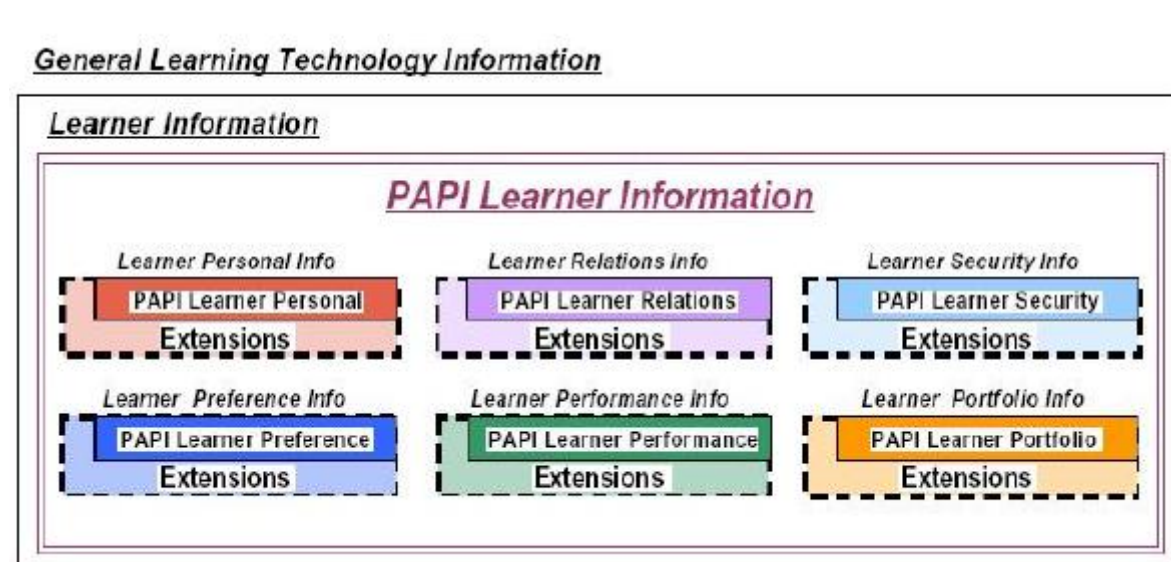 General Learning Technology Information
Learner Information
PAPI Learner Information
Learner Personal Info
PAPI Learner Personal
Extensions
Learner Relations Info
PAPI Learner Relations
Extensions
Learner Security Info
PAPI Learner Security
Extensions
Learner Preference Info
PAPI Learner Preference
Extensions
Learner Performance Info
PAPI Learner Performance
Extensions
Learner Portfolio Info
PAPI Learner Portfolio
Extensions